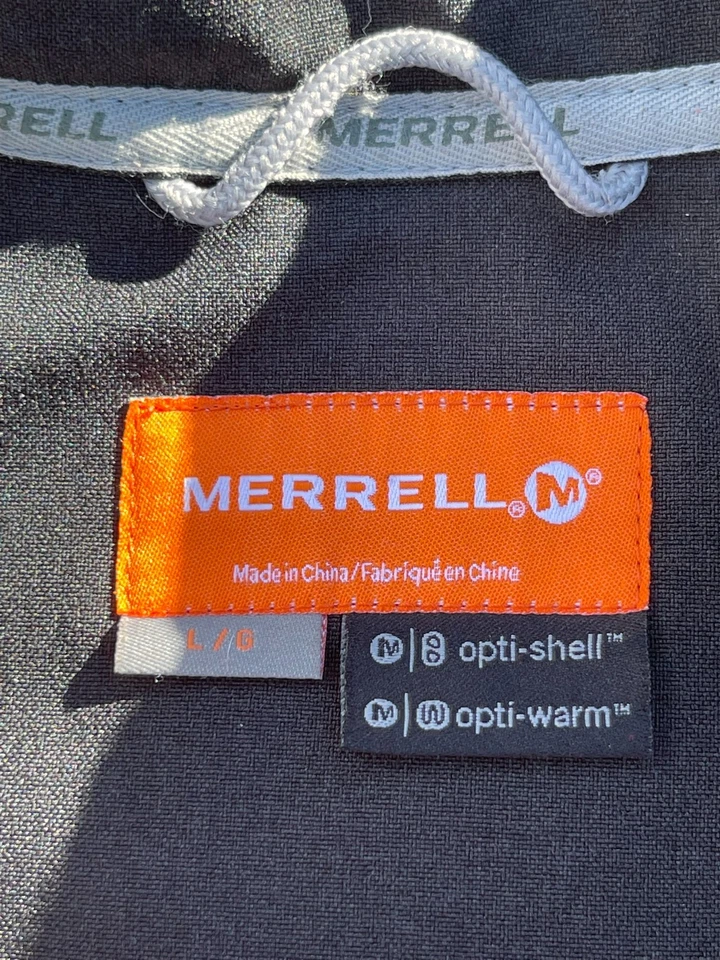 RELL MERRELL
MERRELL® M®
Made in China/Fabriqué en Chine
L/G
M opti-shell™
M opti-warm™